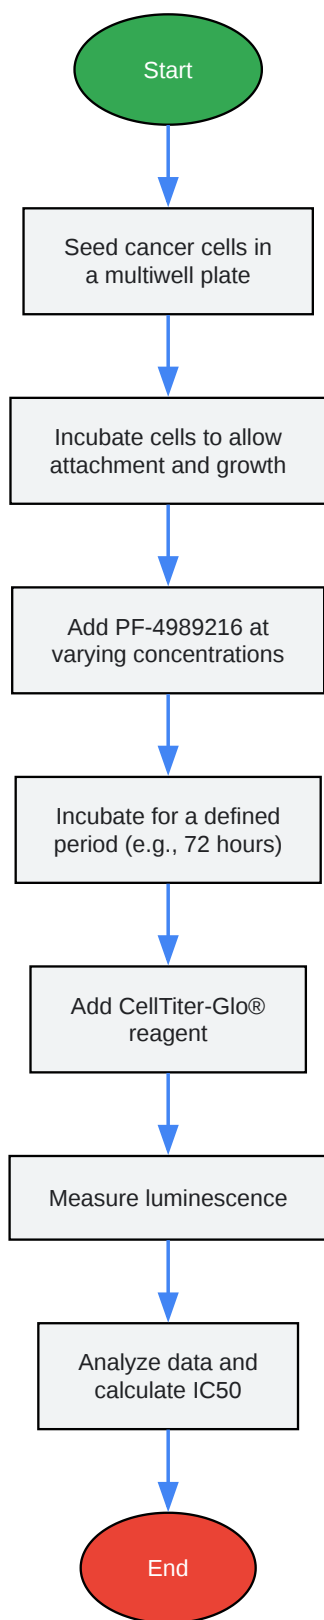 Start
Seed cancer cells in
a multiwell plate
Incubate cells to allow
attachment and growth
Add PF-4989216 at
varying concentrations
Incubate for a defined
period (e.g., 72 hours)
Add CellTiter-Glo®
reagent
Measure luminescence
Analyze data and
calculate IC50
End